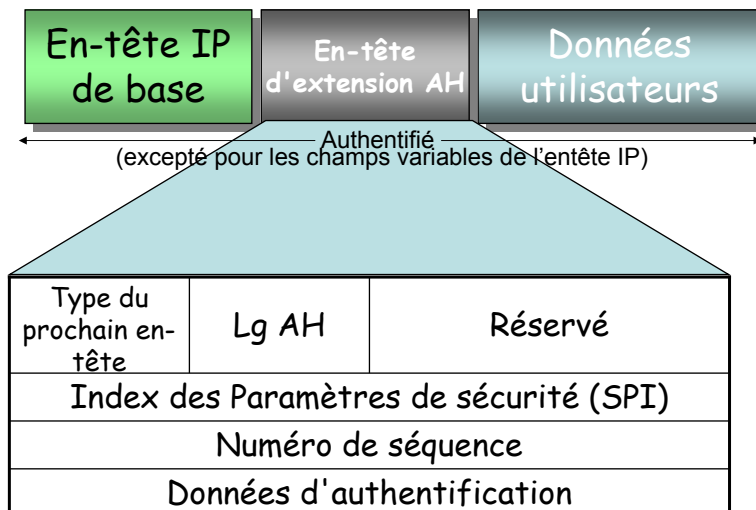 En-tête IP
de base
En-tête
d'extension AH
Données
utilisateurs
Authentifié
(excepté pour les champs variables de l'entête IP)
Type du
prochain en-
tête
Lg AH
Réservé
Index des Paramètres de sécurité (SPI)
Numéro de séquence
Données d'authentification